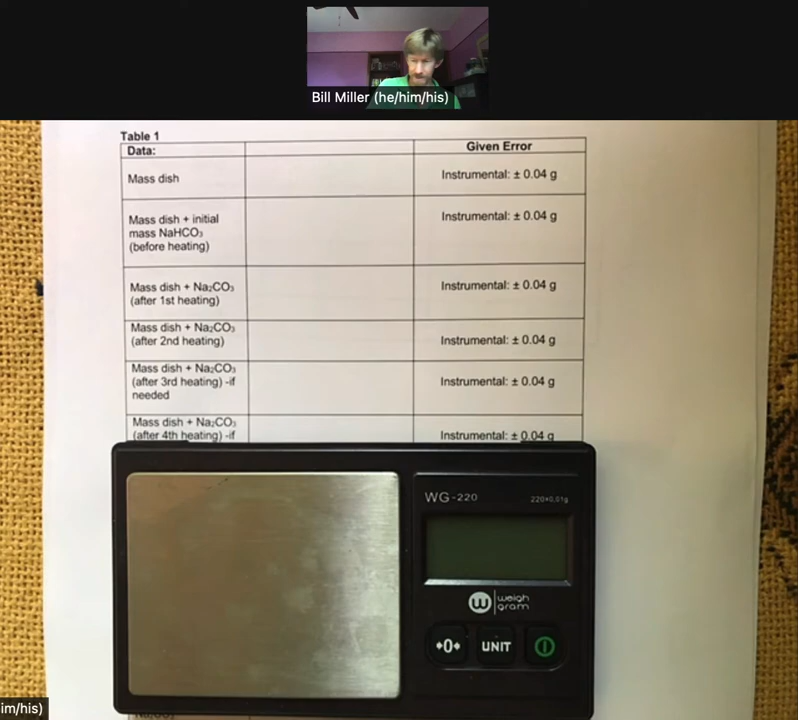 Bill Miller (he/him/his)
Table 1
Data:
Given Error
Mass dish
Instrumental: ± 0.04 g
Mass dish + initial
mass NaHCO₃
(before heating)
Instrumental: ± 0.04 g
Mass dish + Na₂CO₃
(after 1st heating)
Instrumental: ± 0.04 g
Mass dish + Na₂CO₃
(after 2nd heating)
Instrumental: ± 0.04 g
Mass dish + Na₂CO₃
(after 3rd heating) -if
needed
Instrumental: ± 0.04 g
Mass dish + Na₂CO₃
(after 4th heating) -if
Instrumental: ± 0.04 g
WG-220
220×0.01g
W weigh
gram
→0←
UNIT
im/his)